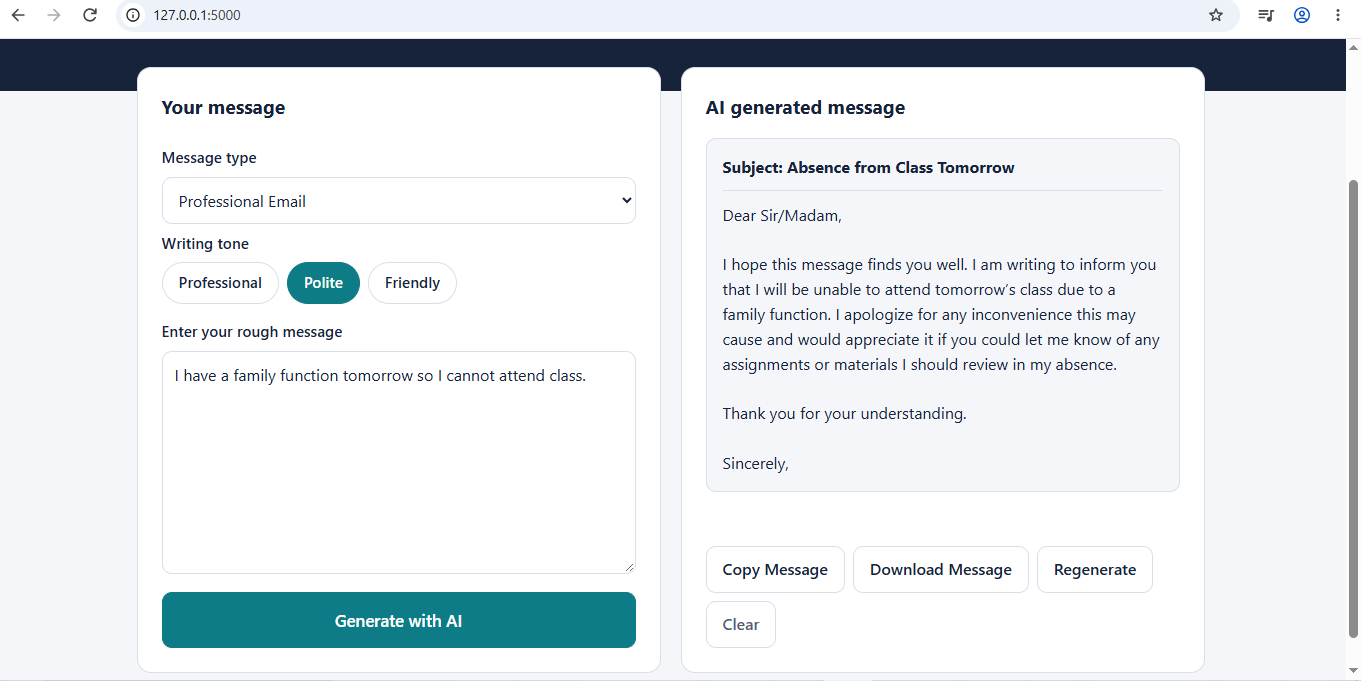 127.0.0.1:5000
Your message
Message type
Professional Email
Writing tone
Professional Polite Friendly
Enter your rough message
I have a family function tomorrow so I cannot attend class.
Generate with AI
AI generated message
Subject: Absence from Class Tomorrow
Dear Sir/Madam,
I hope this message finds you well. I am writing to inform you
that I will be unable to attend tomorrow's class due to a
family function. I apologize for any inconvenience this may
cause and would appreciate it if you could let me know of any
assignments or materials I should review in my absence.
Thank you for your understanding.
Sincerely,
Copy Message Download Message Regenerate
Clear